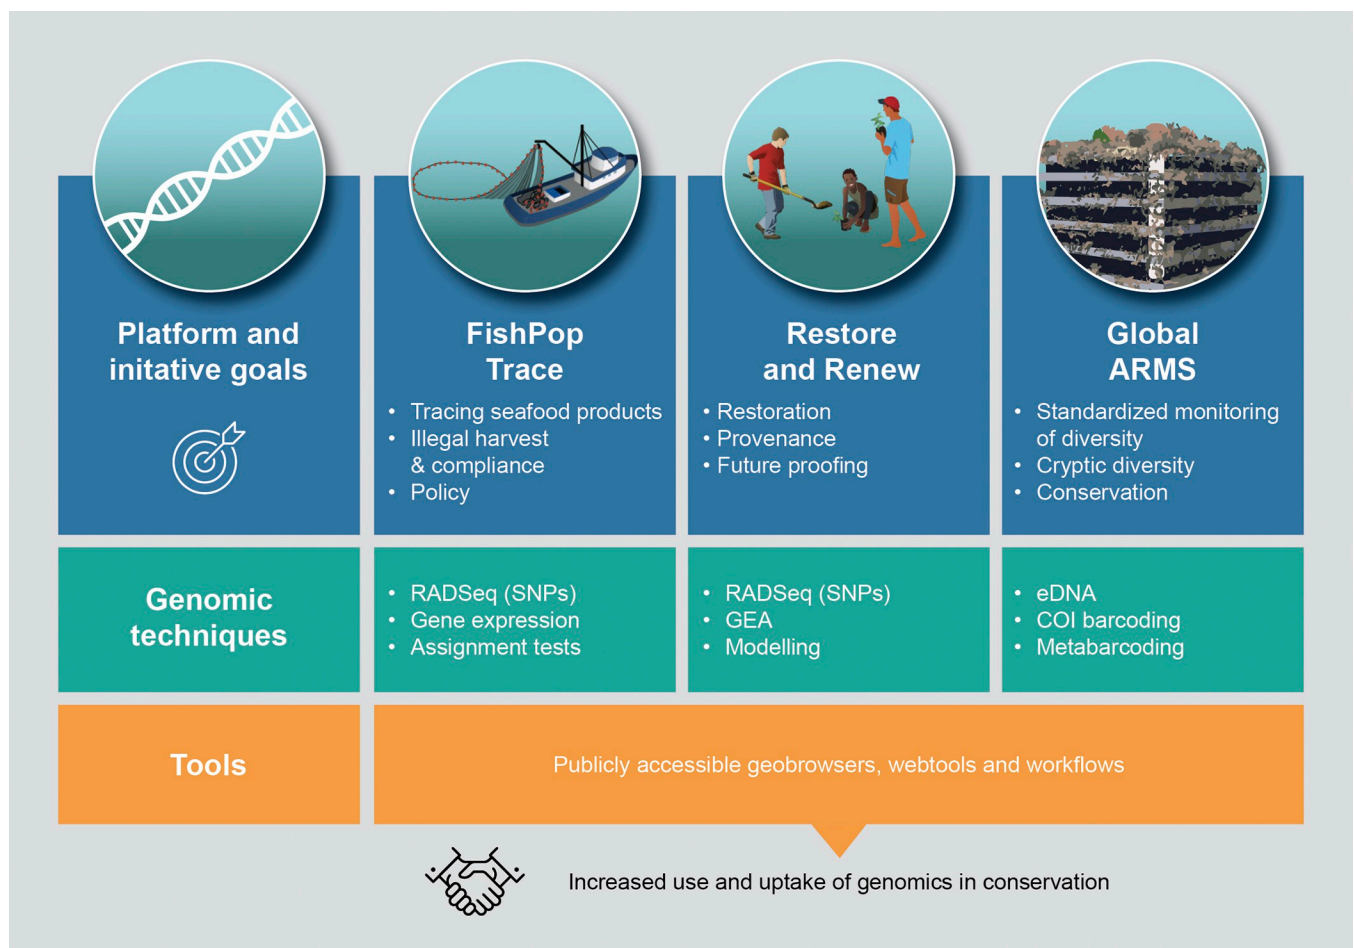 Platform and
initative goals
FishPop
Trace
• Tracing seafood products
• Illegal harvest
& compliance
• Policy
Restore
and Renew
• Restoration
• Provenance
• Future proofing
Global
ARMS
• Standardized monitoring
of diversity
• Cryptic diversity
• Conservation
Genomic
techniques
• RADSeq (SNPs)
• Gene expression
• Assignment tests
• RADSeq (SNPs)
• GEA
• Modelling
• eDNA
• COI barcoding
• Metabarcoding
Tools
Publicly accessible geobrowsers, webtools and workflows
Increased use and uptake of genomics in conservation